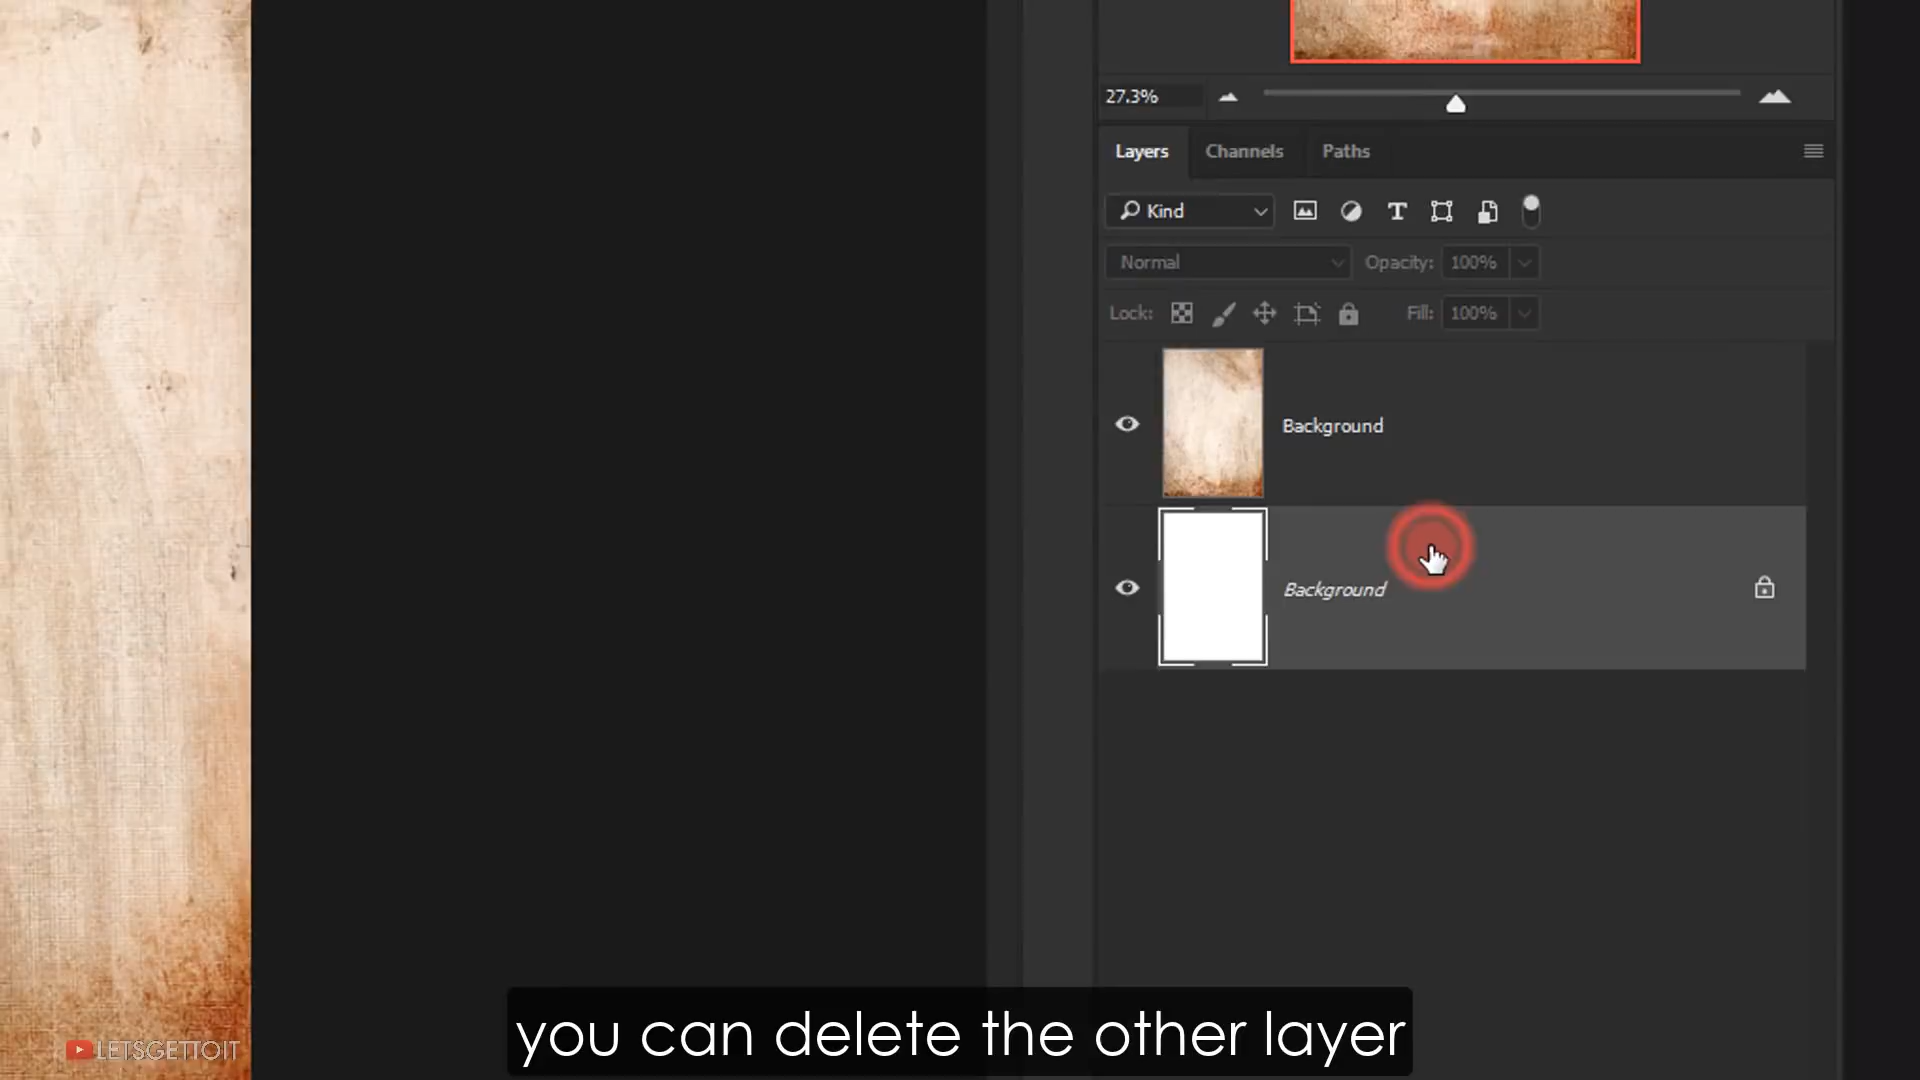 27.3%
Layers Channels Paths
Kind
Normal Opacity: 100%
Lock: Fill: 100%
Background
Background
you can delete the other layer
LETSGETTOIT